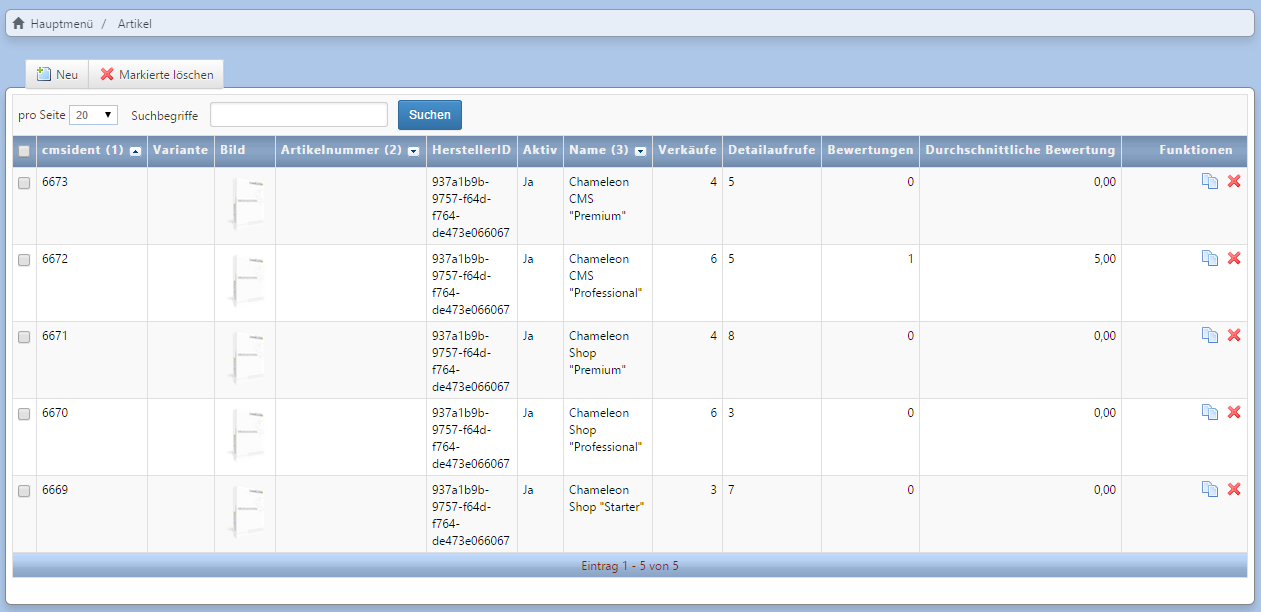 Hauptmenü / Artikel
Neu Markierte löschen
pro Seite 20 Suchbegriffe Suchen
cmsident (1) Variante Bild Artikelnummer (2) HerstellerID Aktiv Name (3) Verkäufe Detailaufrufe Bewertungen Durchschnittliche Bewertung Funktionen
6673 937a1b9b- Ja Chameleon 4 5 0 0,00
9757-f64d- CMS
f764- "Premium"
de473e066067
6672 937a1b9b- Ja Chameleon 6 5 1 5,00
9757-f64d- CMS
f764- "Professional"
de473e066067
6671 937a1b9b- Ja Chameleon 4 8 0 0,00
9757-f64d- Shop
f764- "Premium"
de473e066067
6670 937a1b9b- Ja Chameleon 6 3 0 0,00
9757-f64d- Shop
f764- "Professional"
de473e066067
6669 937a1b9b- Ja Chameleon 3 7 0 0,00
9757-f64d- Shop "Starter"
f764-
de473e066067
Eintrag 1 - 5 von 5